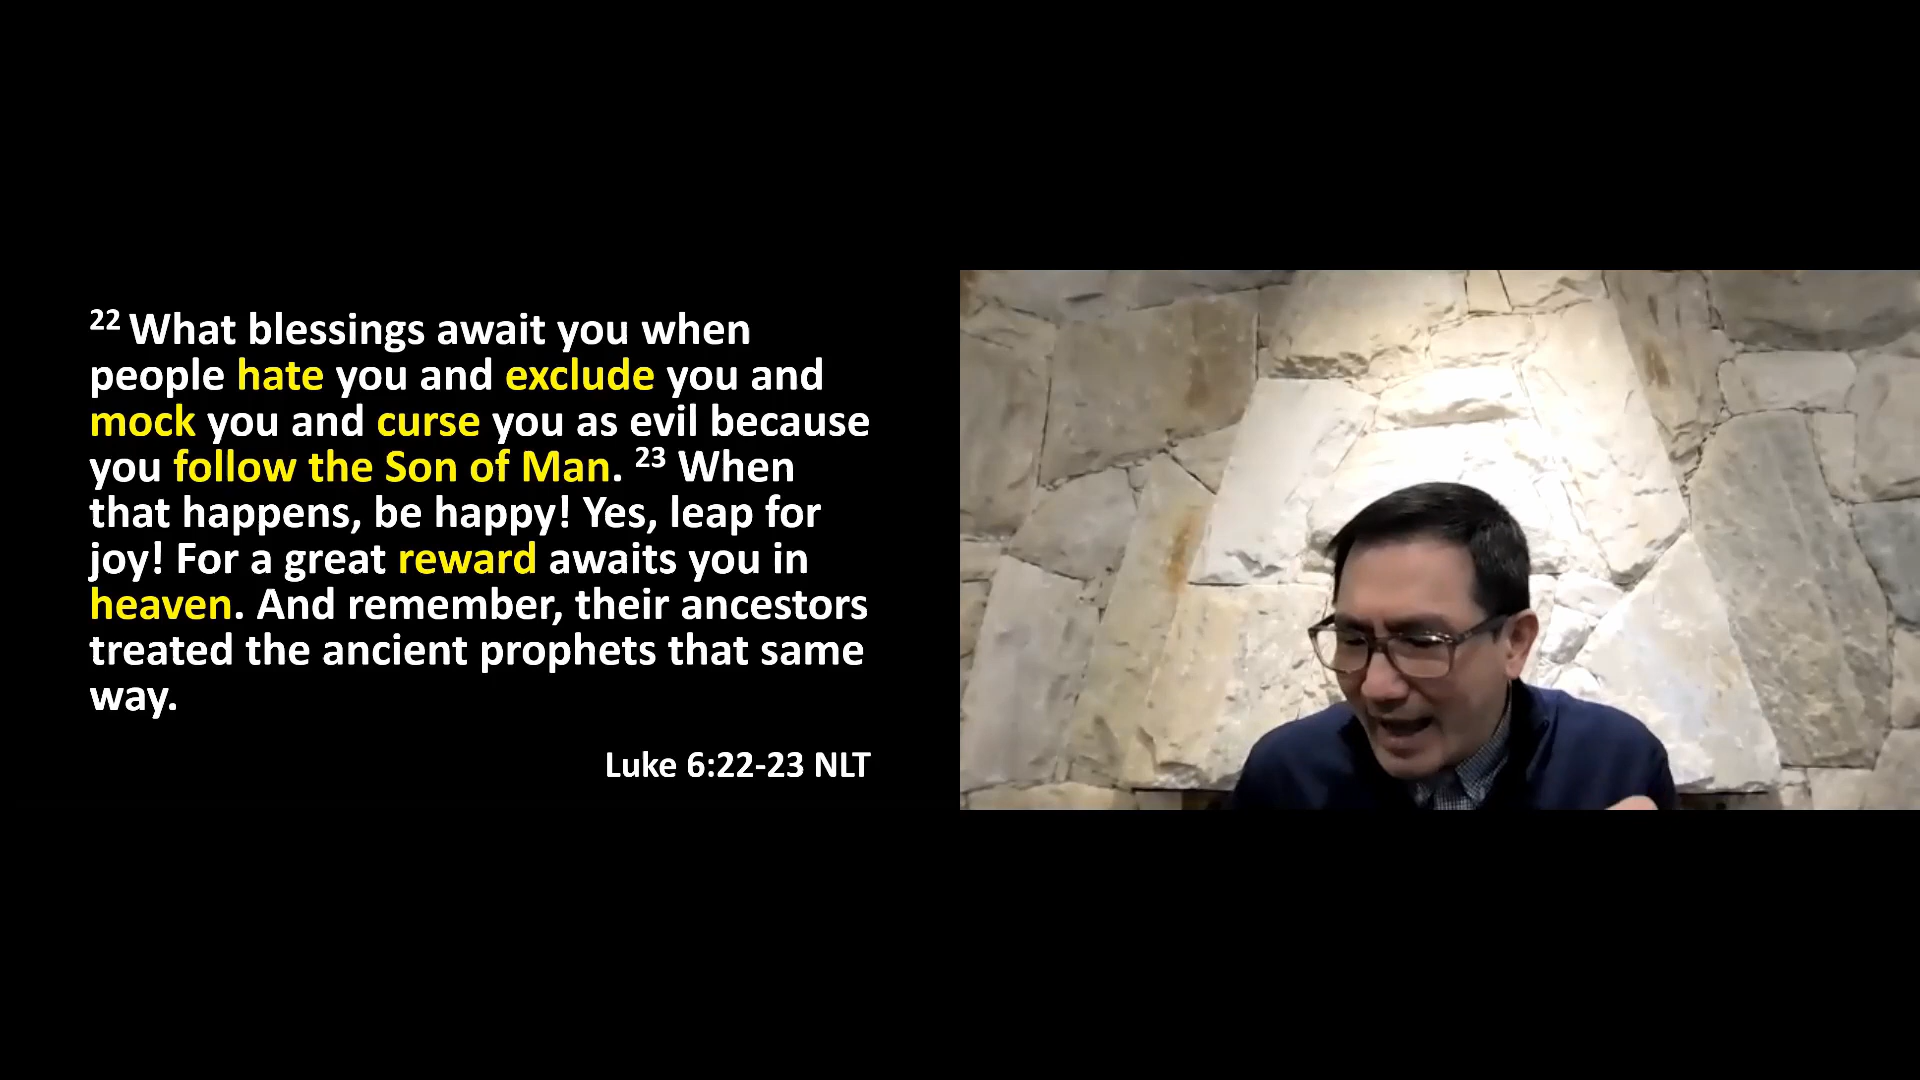 22 What blessings await you when
people hate you and exclude you and
mock you and curse you as evil because
you follow the Son of Man. 23 When
that happens, be happy! Yes, leap for
joy! For a great reward awaits you in
heaven. And remember, their ancestors
treated the ancient prophets that same
way.
Luke 6:22-23 NLT